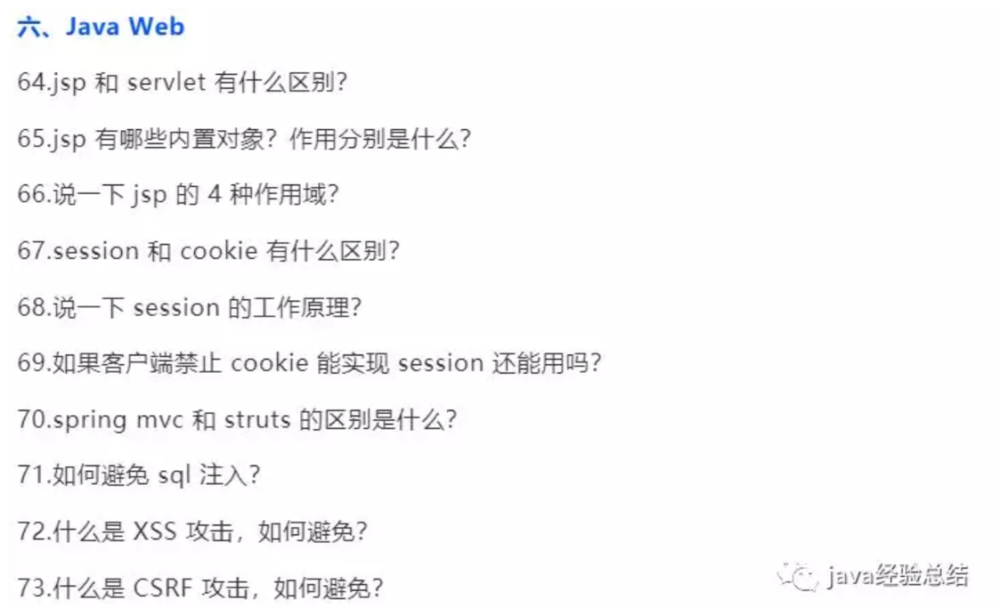 六、Java Web
64.jsp 和 servlet 有什么区别？
65.jsp 有哪些内置对象？作用分别是什么？
66.说一下 jsp 的 4 种作用域？
67.session 和 cookie 有什么区别？
68.说一下 session 的工作原理？
69.如果客户端禁止 cookie 能实现 session 还能用吗？
70.spring mvc 和 struts 的区别是什么？
71.如何避免 sql 注入？
72.什么是 XSS 攻击，如何避免？
73.什么是 CSRF 攻击，如何避免？
java经验总结